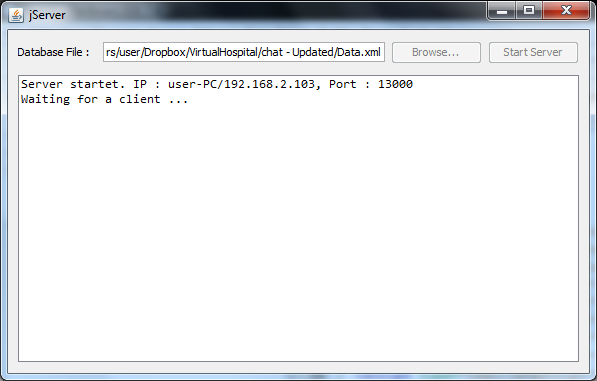 jServer
Database File : rs/user/Dropbox/VirtualHospital/chat - Updated/Data.xml Browse... Start Server
Server startet. IP : user-PC/192.168.2.103, Port : 13000
Waiting for a client ...